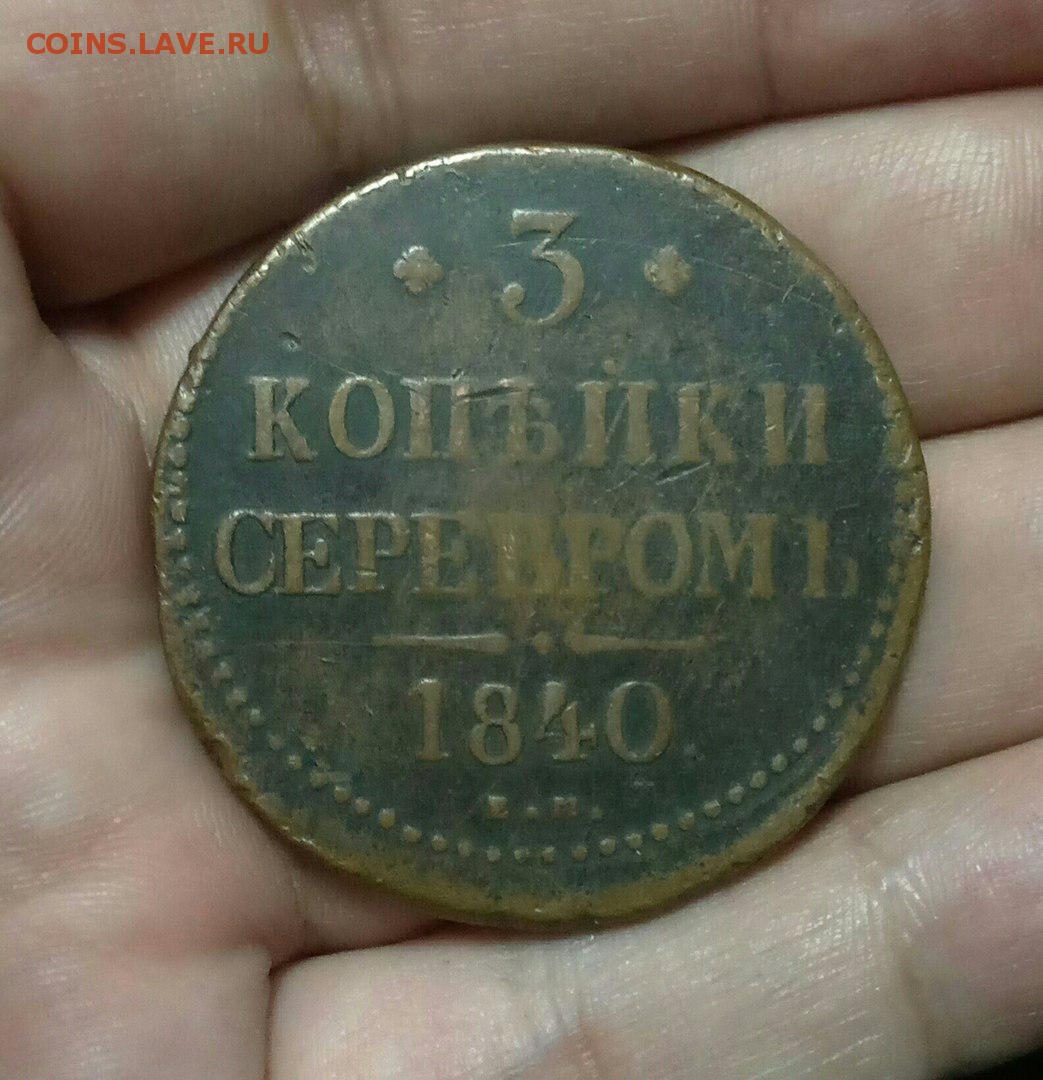 COINS.LAVE.RU
3
КОПѢЙКИ
СЕРЕБРОМЪ
1840
Е.М.